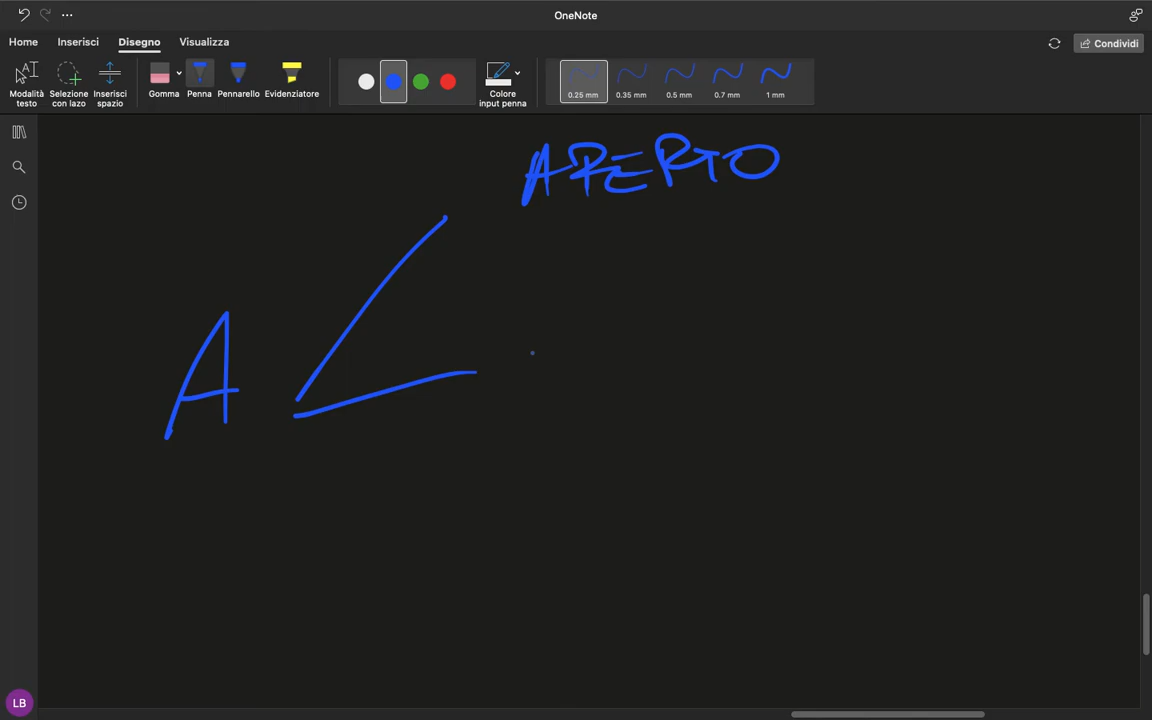 OneNote
Home Inserisci Disegno Visualizza
Condividi
Modalità testo
Selezione con lazo
Inserisci spazio
Gomma
Penna
Pennarello
Evidenziatore
Colore input penna
0.25 mm
0.35 mm
0.5 mm
0.7 mm
1 mm
APERTO
A
LB